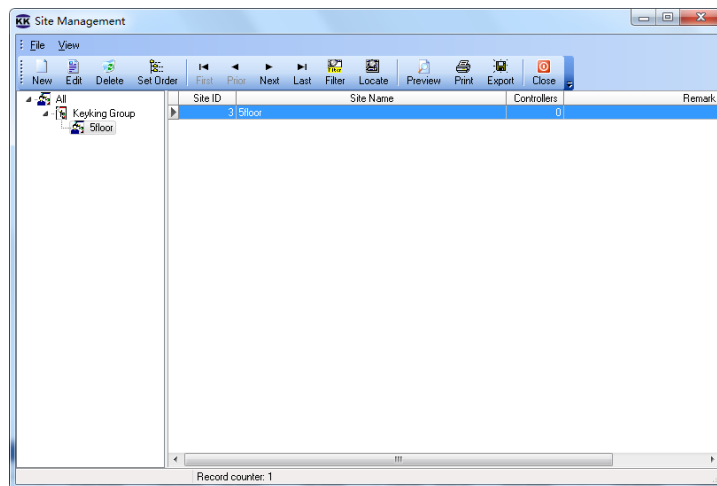 KK Site Management
File View
New Edit Delete Set Order First Prior Next Last Filter Locate Preview Print Export Close
All
Keyking Group
5floor
Site ID Site Name Controllers Remark
3 5floor 0
Record counter: 1